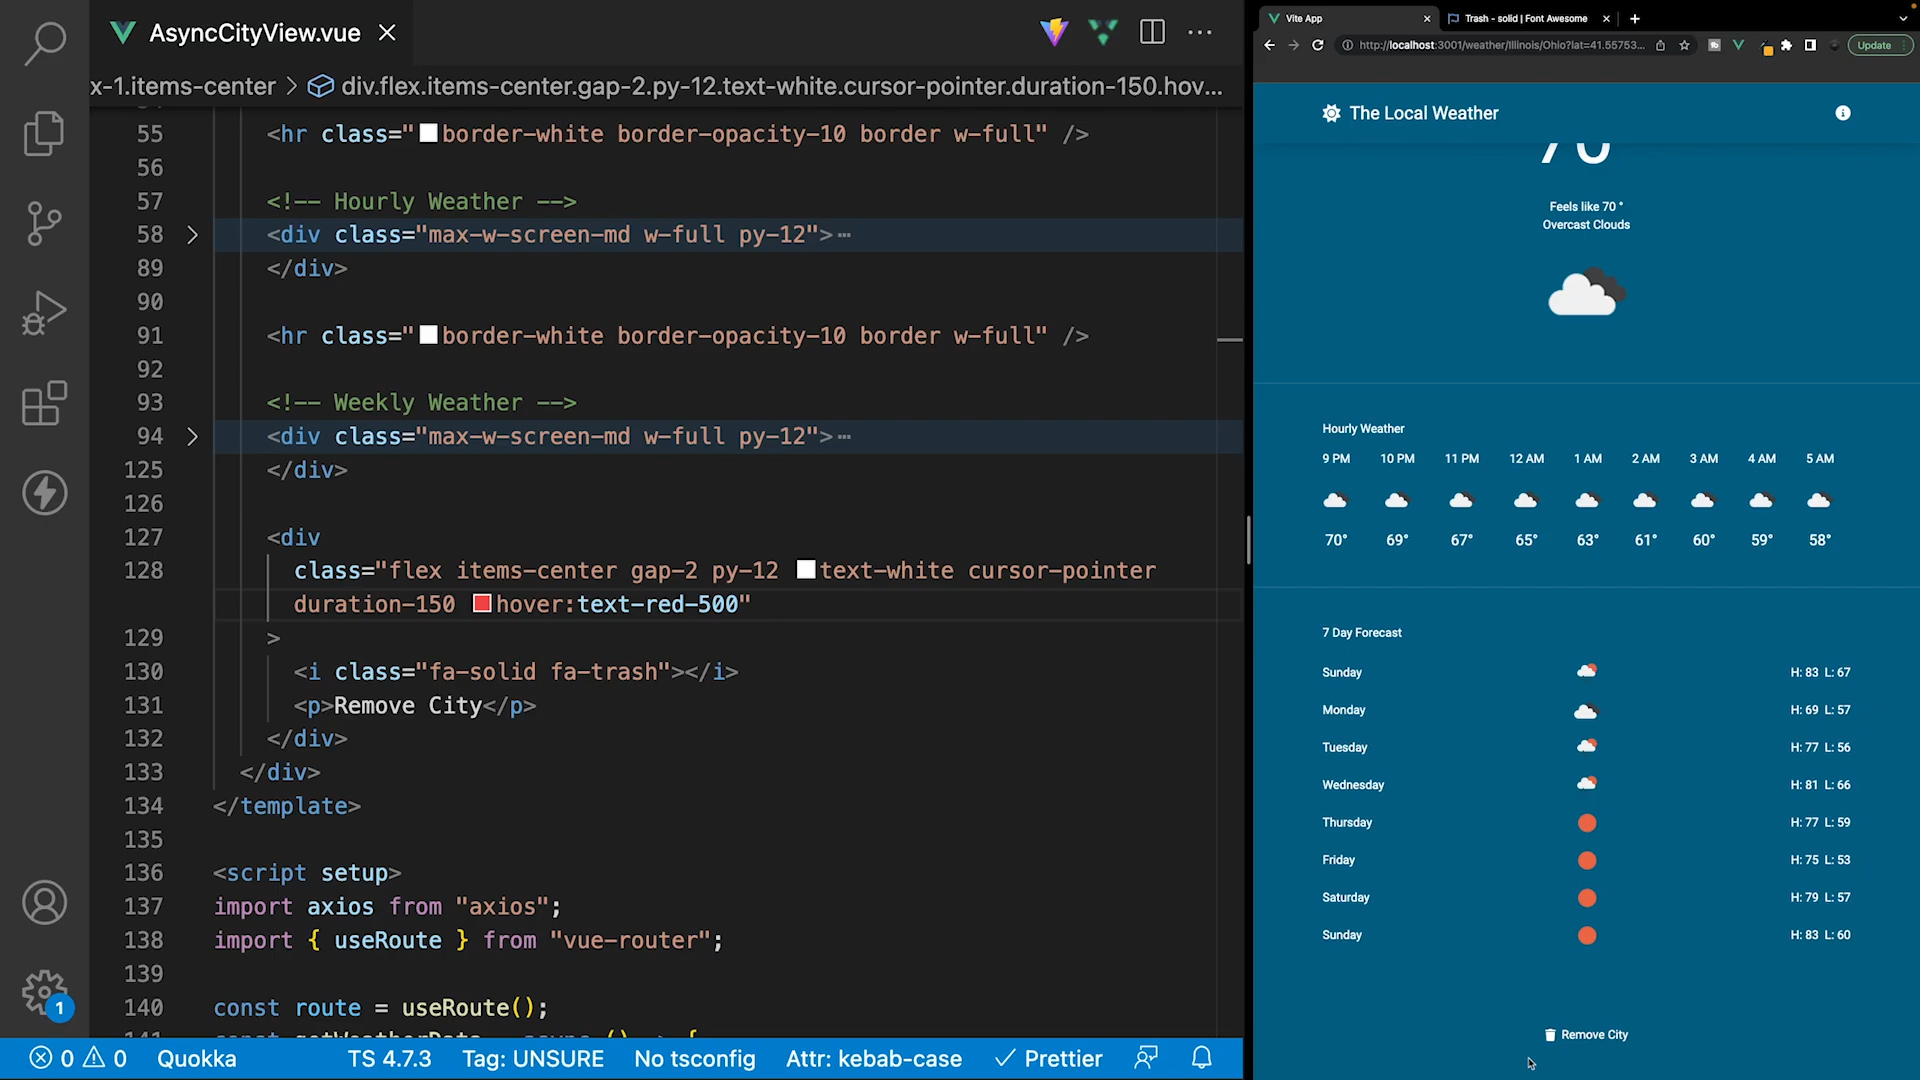 AsyncCityView.vue
x-1.items-center > div.flex.items-center.gap-2.py-12.text-white.cursor-pointer.duration-150.hov...
55 <hr class="border-white border-opacity-10 border w-full" />
56
57 <!-- Hourly Weather -->
58 <div class="max-w-screen-md w-full py-12">
89 </div>
90
91 <hr class="border-white border-opacity-10 border w-full" />
92
93 <!-- Weekly Weather -->
94 <div class="max-w-screen-md w-full py-12">
125 </div>
126
127 <div
128 class="flex items-center gap-2 py-12 text-white cursor-pointer
duration-150 hover:text-red-500"
129 >
130 <i class="fa-solid fa-trash"></i>
131 <p>Remove City</p>
132 </div>
133 </div>
134 </template>
135
136 <script setup>
137 import axios from "axios";
138 import { useRoute } from "vue-router";
139
140 const route = useRoute();
1
0 0 Quokka TS 4.7.3 Tag: UNSURE No tsconfig Attr: kebab-case Prettier
Vite App
Trash - solid | Font Awesome
http://localhost:3001/weather/Illinois/Ohio?lat=41.55753...
Update
The Local Weather
70
Feels like 70 °
Overcast Clouds
Hourly Weather
9 PM 10 PM 11 PM 12 AM 1 AM 2 AM 3 AM 4 AM 5 AM
70° 69° 67° 65° 63° 61° 60° 59° 58°
7 Day Forecast
Sunday H: 83 L: 67
Monday H: 69 L: 57
Tuesday H: 77 L: 56
Wednesday H: 81 L: 66
Thursday H: 77 L: 59
Friday H: 75 L: 53
Saturday H: 79 L: 57
Sunday H: 83 L: 60
Remove City